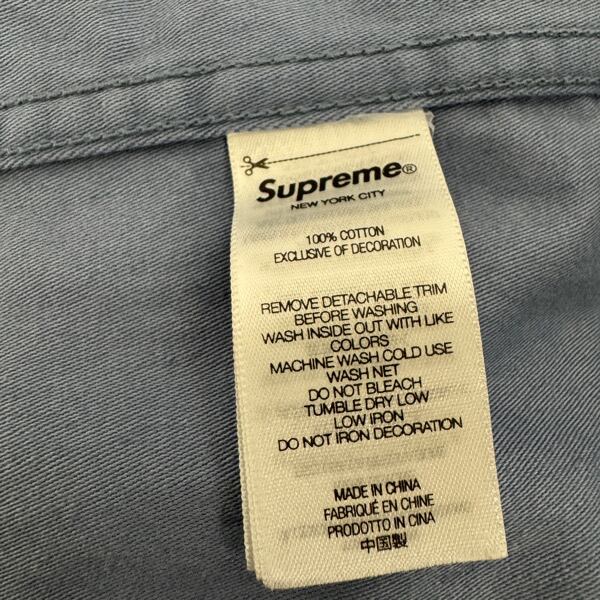 Supreme®
NEW YORK CITY
100% COTTON
EXCLUSIVE OF DECORATION
REMOVE DETACHABLE TRIM
BEFORE WASHING
WASH INSIDE OUT WITH LIKE
COLORS
MACHINE WASH COLD USE
WASH NET
DO NOT BLEACH
TUMBLE DRY LOW
LOW IRON
DO NOT IRON DECORATION
MADE IN CHINA
FABRIQUÉ EN CHINE
PRODOTTO IN CINA
中国製